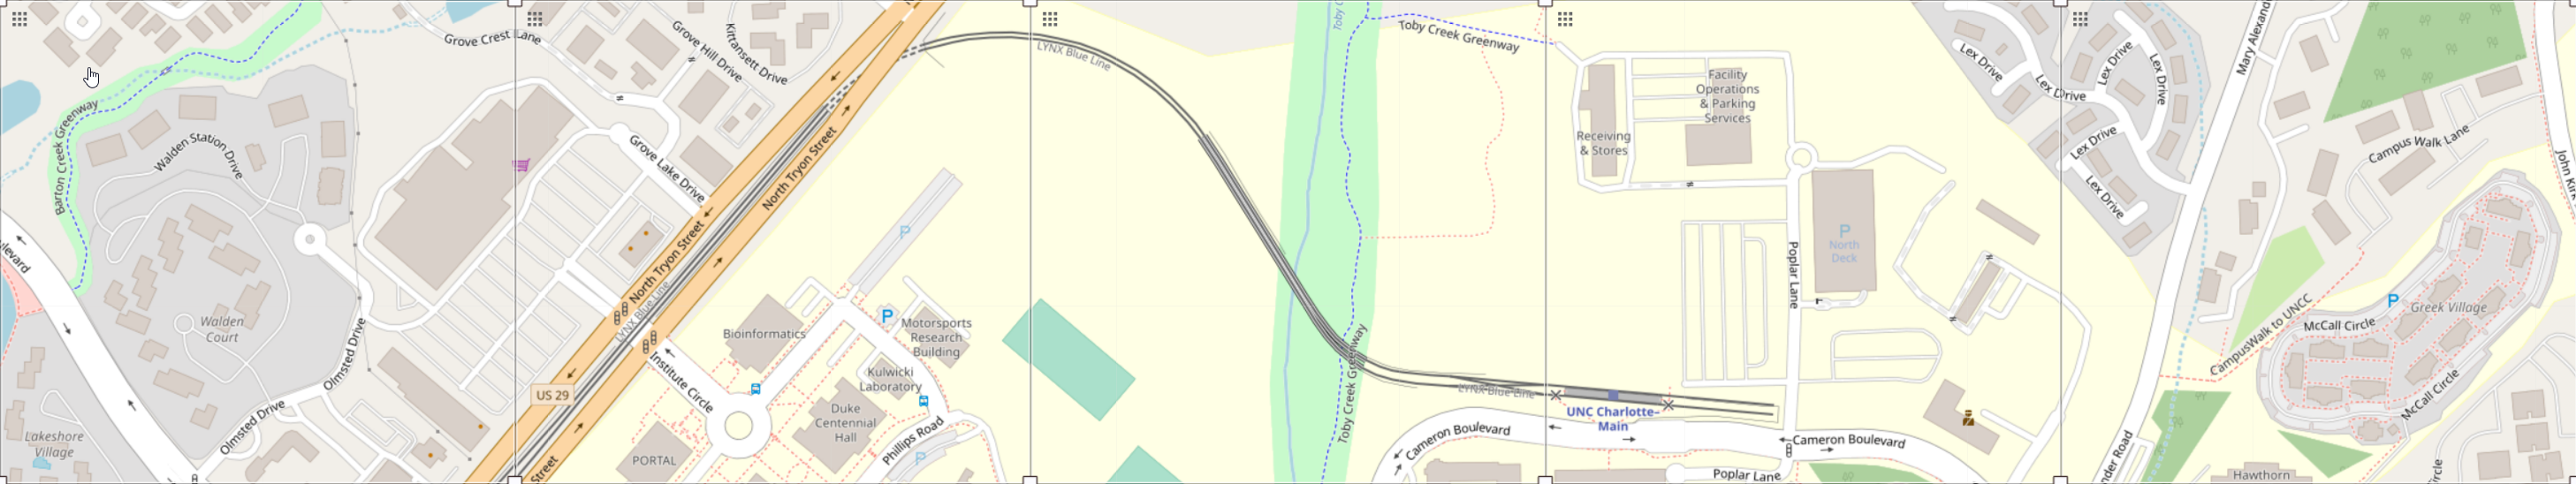 Barton Creek Greenway
Walden Station Drive
Walden
Court
Olmsted Drive
Olmsted Drive
Lakeshore
Village
Grove Crest Lane
Grove Hill Drive
Kittansett Drive
Grove Lake Drive
North Tryon Street
North Tryon Street
LYNX Blue Line
US 29
Street
Institute Circle
Bioinformatics
P
P
Motorsports
Research
Building
Kulwicki
Laboratory
Duke
Centennial
Hall
PORTAL
Phillips Road
P
LYNX Blue Line
Toby Creek Greenway
Toby Creek Greenway
LYNX Blue Line
UNC Charlotte–
Main
Cameron Boulevard
Cameron Boulevard
Poplar Lane
Poplar Lane
Receiving
& Stores
Facility
Operations
& Parking
Services
P
North
Deck
Lex Drive
Lex Drive
Lex Drive
Lex Drive
Lex Drive
Lex Drive
Mary Alexan
Campus Walk Lane
CampusWalk to UNCC
McCall Circle
McCall Circle
P
Greek Village
Hawthorn
nder Road
John Kir